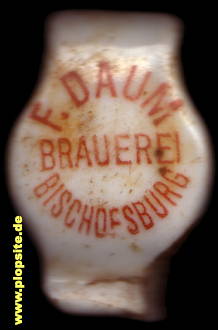 F. DAUM
BRAUEREI
BISCHOFSBURG
www.plopsite.de